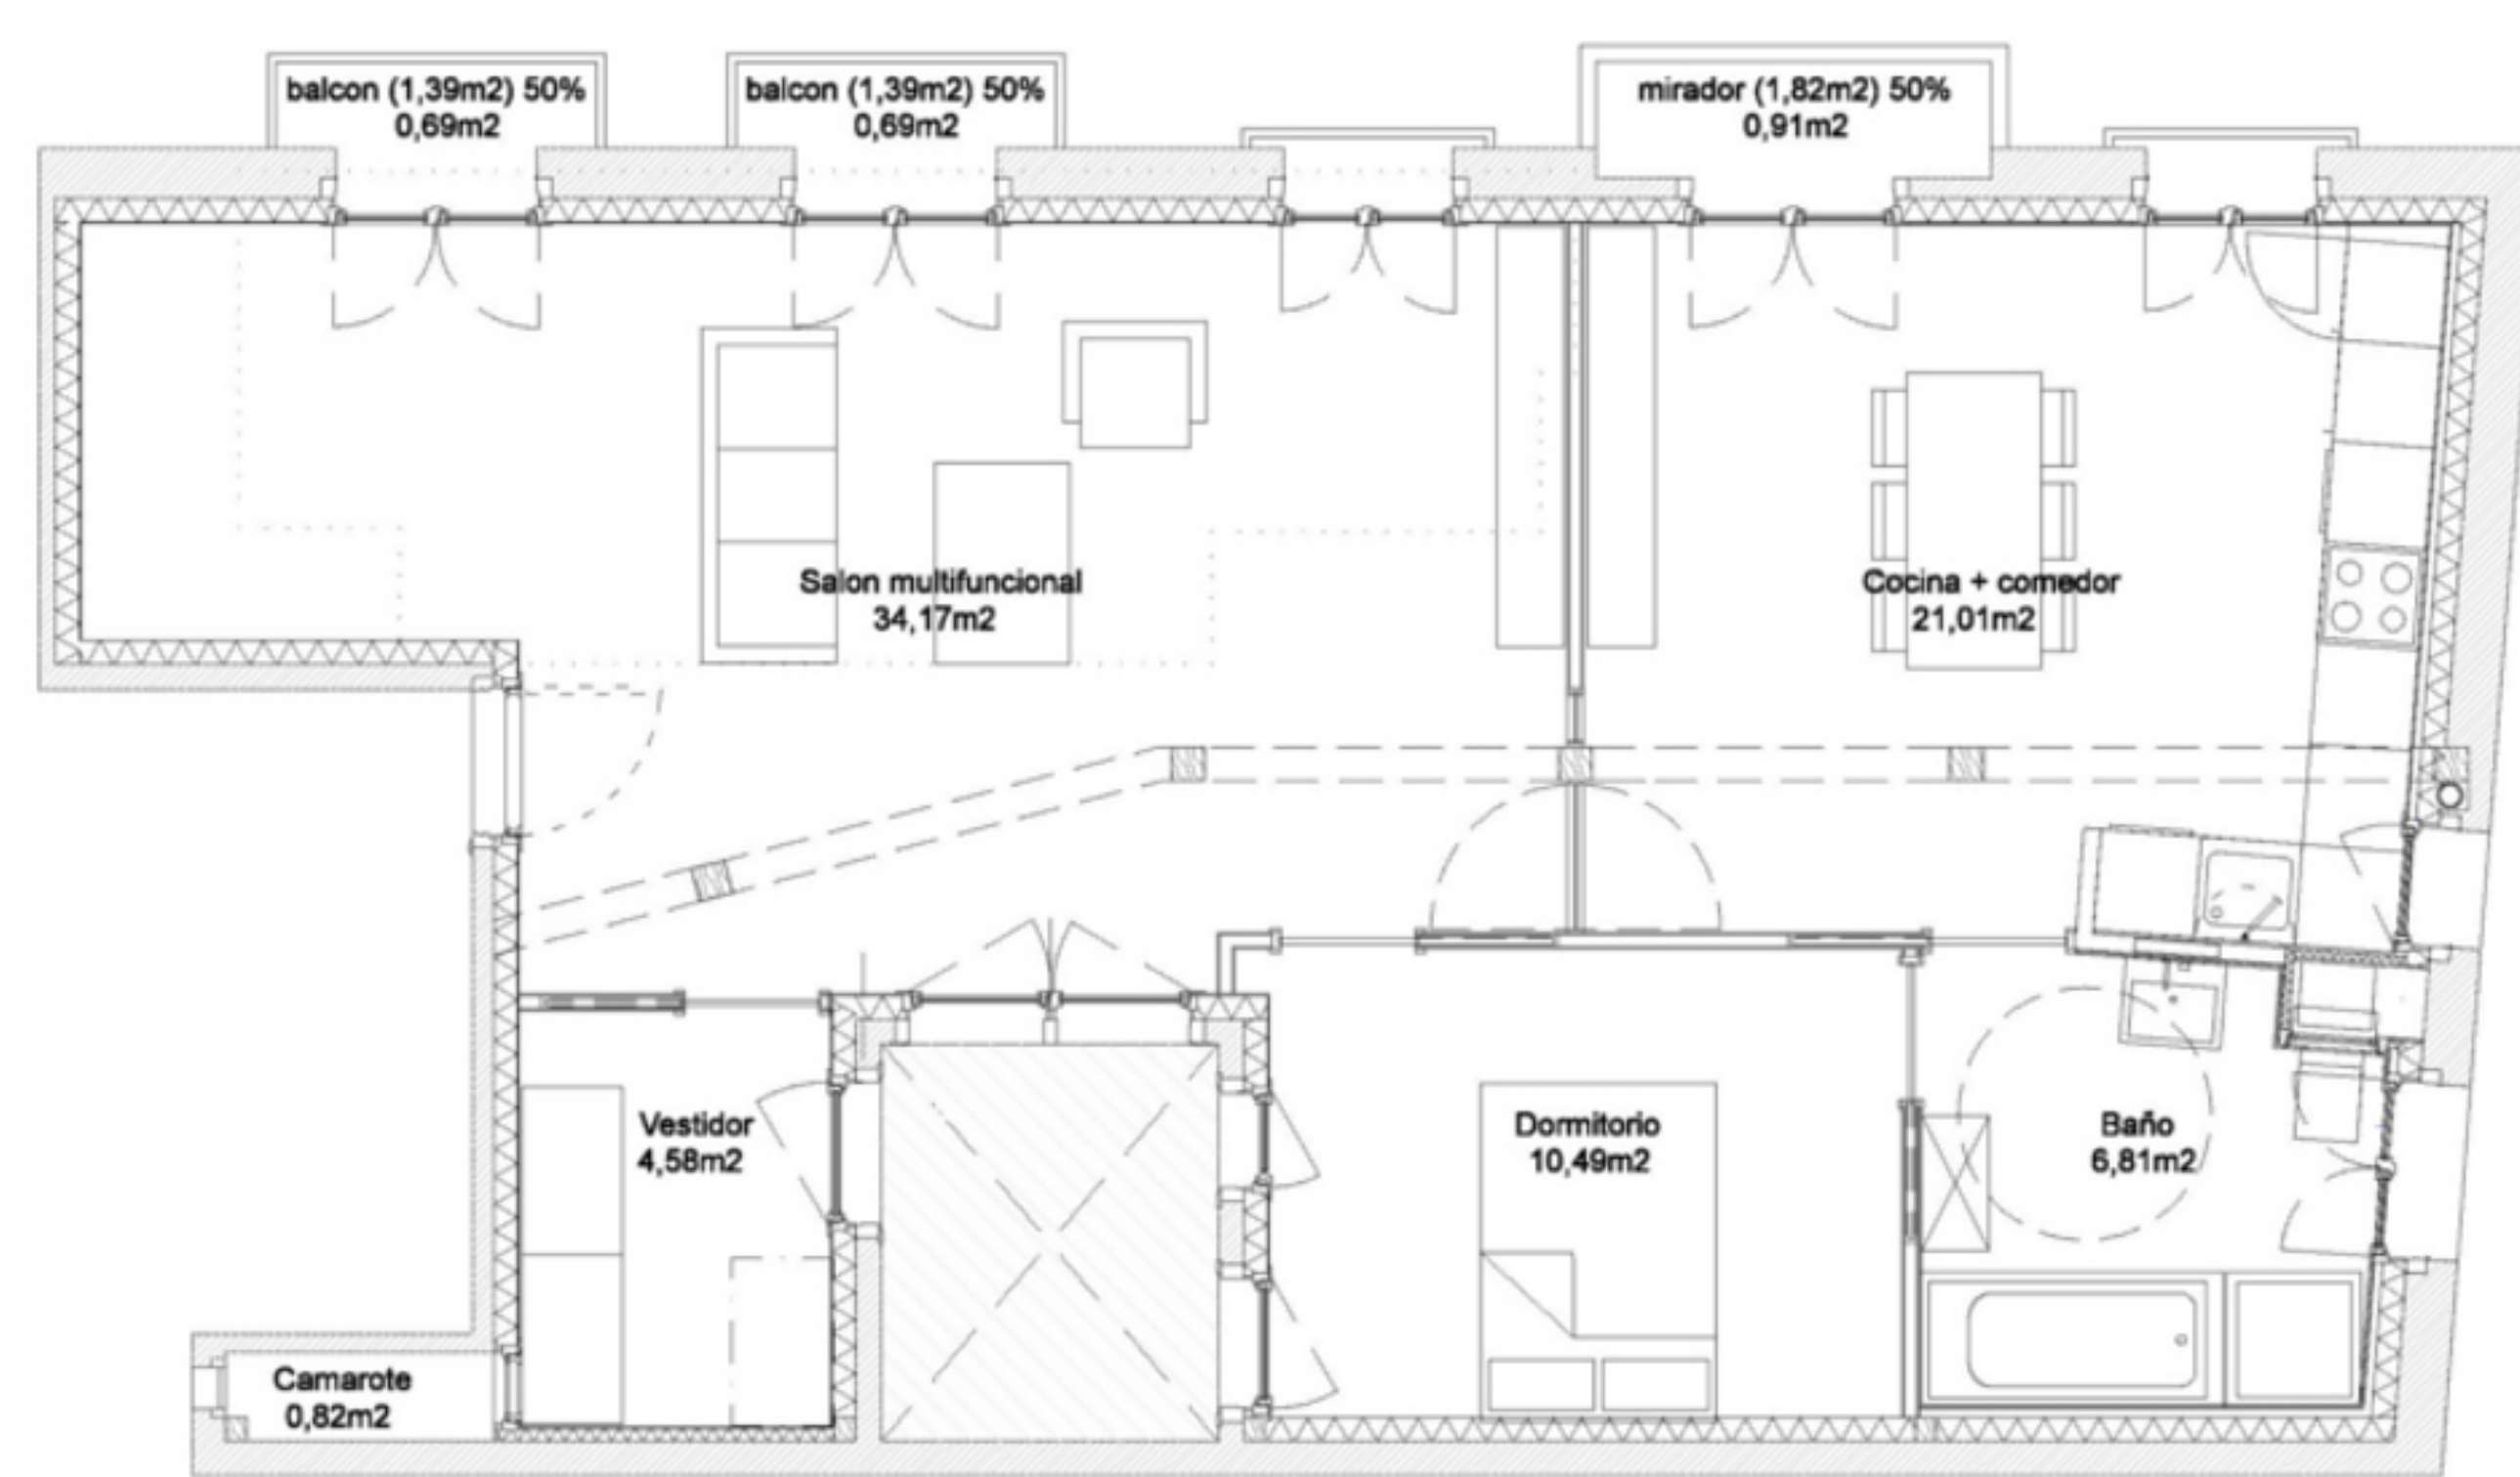 balcon (1,39m2) 50%
0,69m2
balcon (1,39m2) 50%
0,69m2
mirador (1,82m2) 50%
0,91m2
Salon multifuncional
34,17m2
Cocina + comedor
21,01m2
Vestidor
4,58m2
Dormitorio
10,49m2
Baño
6,81m2
Camarote
0,82m2